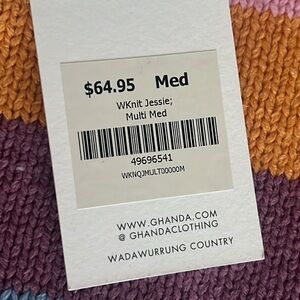 $64.95 Med
WKnit Jessie;
Multi Med
49696541
WKNQJMULT00000M
WWW.GHANDA.COM
@ GHANDACLOTHING
WADAWURRUNG COUNTRY